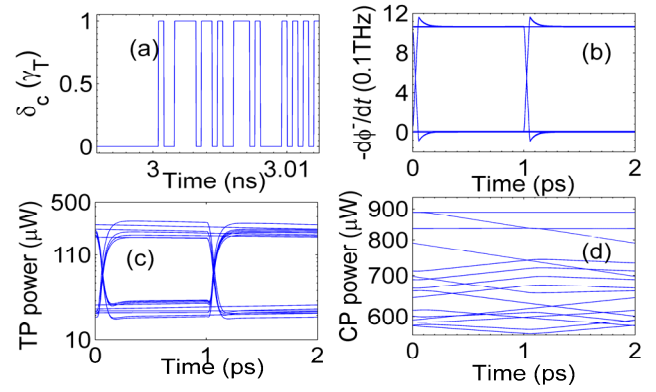 1
0.5
0
δc (γT)
(a)
3
3.01
Time (ns)
12
8
4
0
-dϕ-/dt (0.1THz)
(b)
0
1
2
Time (ps)
500
110
10
TP power (μW)
(c)
0
1
2
Time (ps)
900
800
700
600
CP power (μW)
(d)
0
1
2
Time (ps)